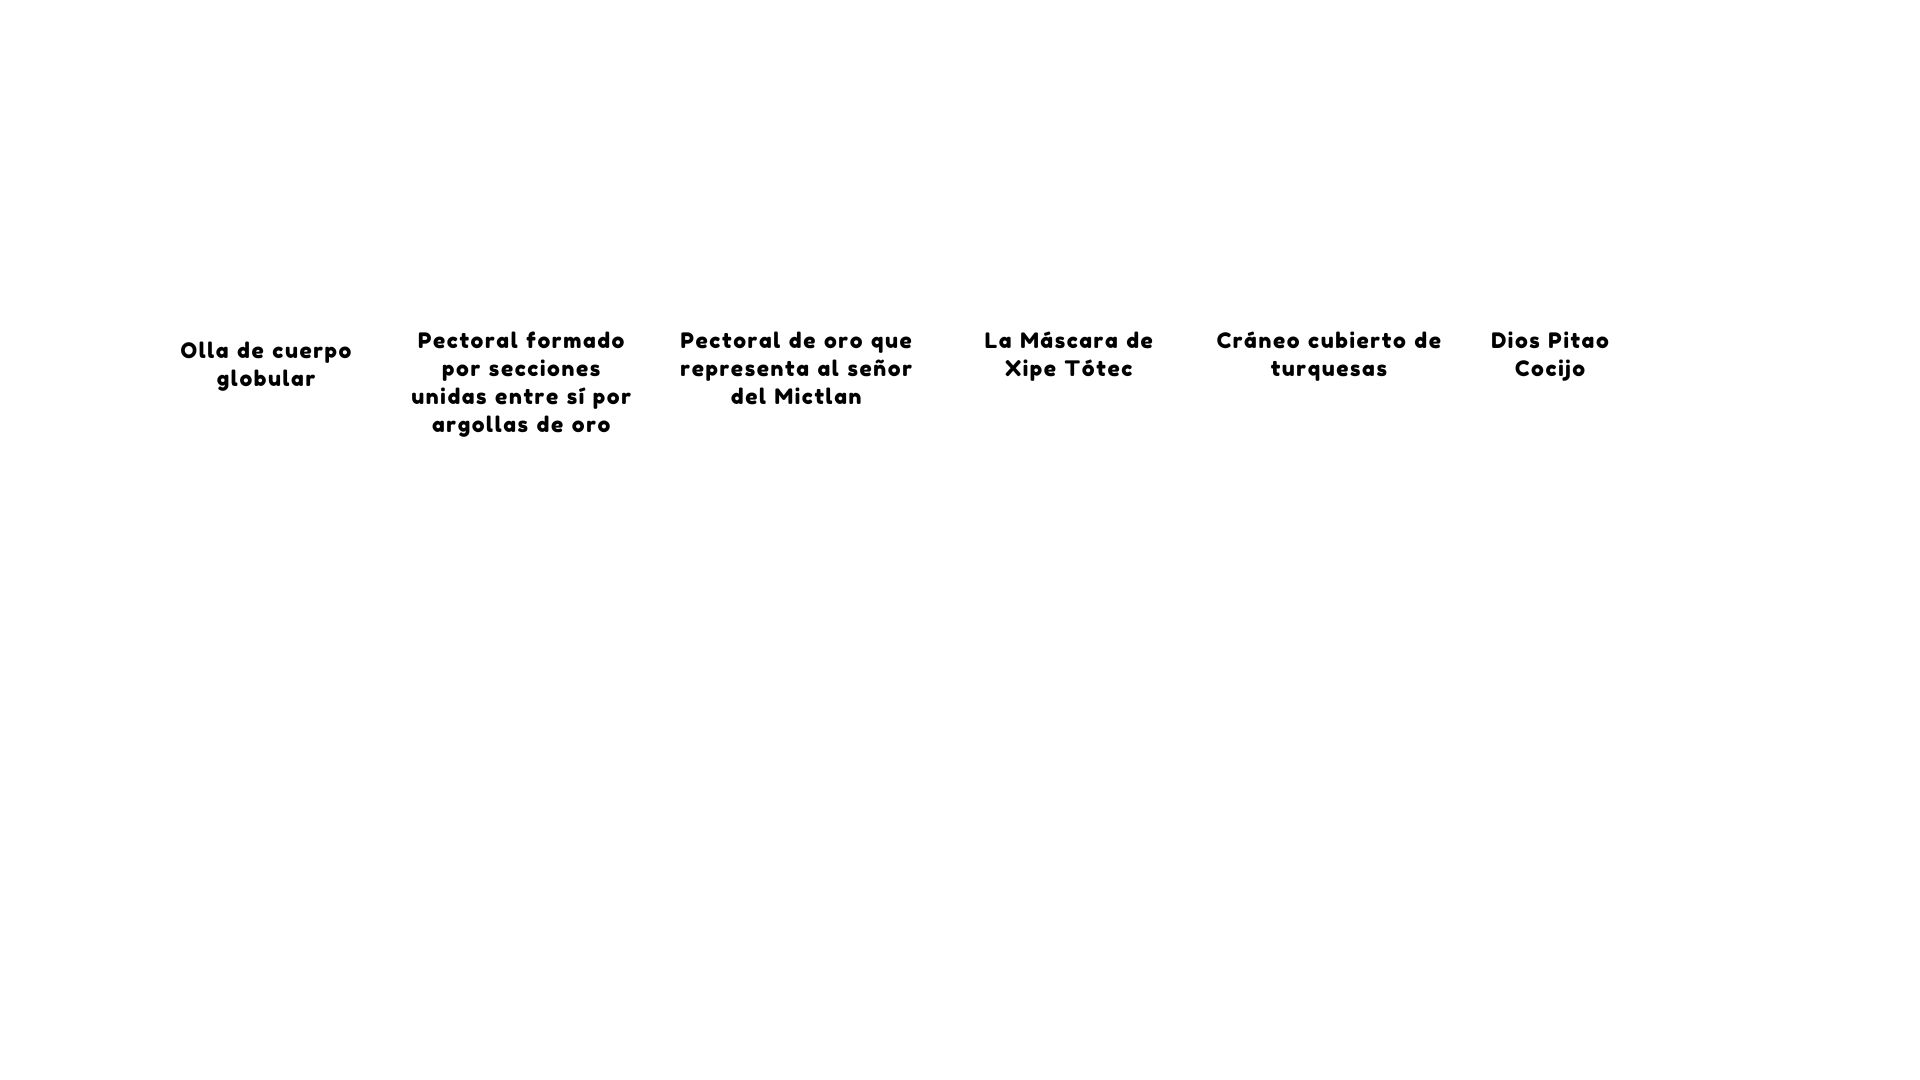 Olla de cuerpo
globular
Pectoral formado
por secciones
unidas entre sí por
argollas de oro
Pectoral de oro que
representa al señor
del Mictlan
La Máscara de
Xipe Tótec
Cráneo cubierto de
turquesas
Dios Pitao
Cocijo